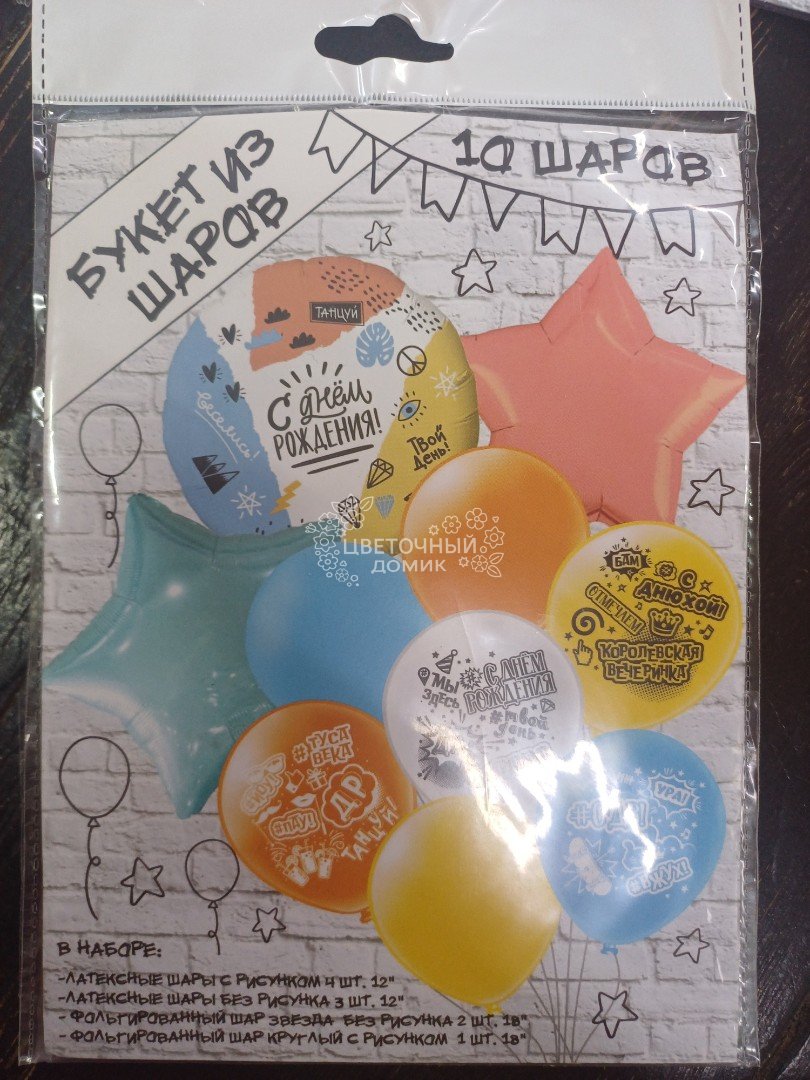 БУКЕТ ИЗ
ШАРОВ
10 ШАРОВ
ТАНЦУЙ
С ДНЁМ
РОЖДЕНИЯ!
веселись!
ТВОЙ
ДЕНЬ!
ЦВЕТОЧНЫЙ
ДОМИК
БАМ
С
ДНЮХОЙ!
ОТМЕЧАЕМ
КОРОЛЕВСКАЯ
ВЕЧЕРИНКА
МЫ
ЗДЕСЬ
С ДНЁМ
РОЖДЕНИЯ
#твой
день
#ТУСА
ВЕКА
#ПАУ!
ДР
ТАНЦУЙ!
УРА!
#ВЖУХ!
В НАБОРЕ:
-ЛАТЕКСНЫЕ ШАРЫ С РИСУНКОМ 4 ШТ. 12"
-ЛАТЕКСНЫЕ ШАРЫ БЕЗ РИСУНКА 3 ШТ. 12"
- ФОЛЬГИРОВАННЫЙ ШАР ЗВЕЗДА БЕЗ РИСУНКА 2 ШТ. 18"
- ФОЛЬГИРОВАННЫЙ ШАР КРУГЛЫЙ С РИСУНКОМ 1 ШТ. 18"